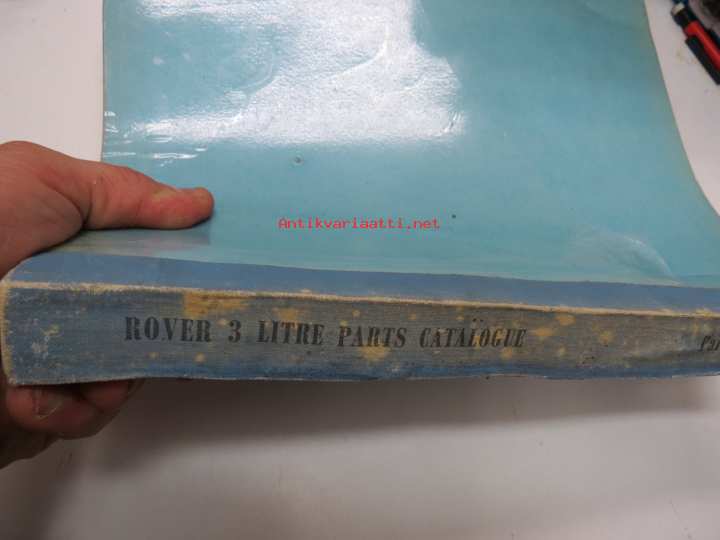 Antikvariaatti.net
ROVER 3 LITRE PARTS CATALOGUE